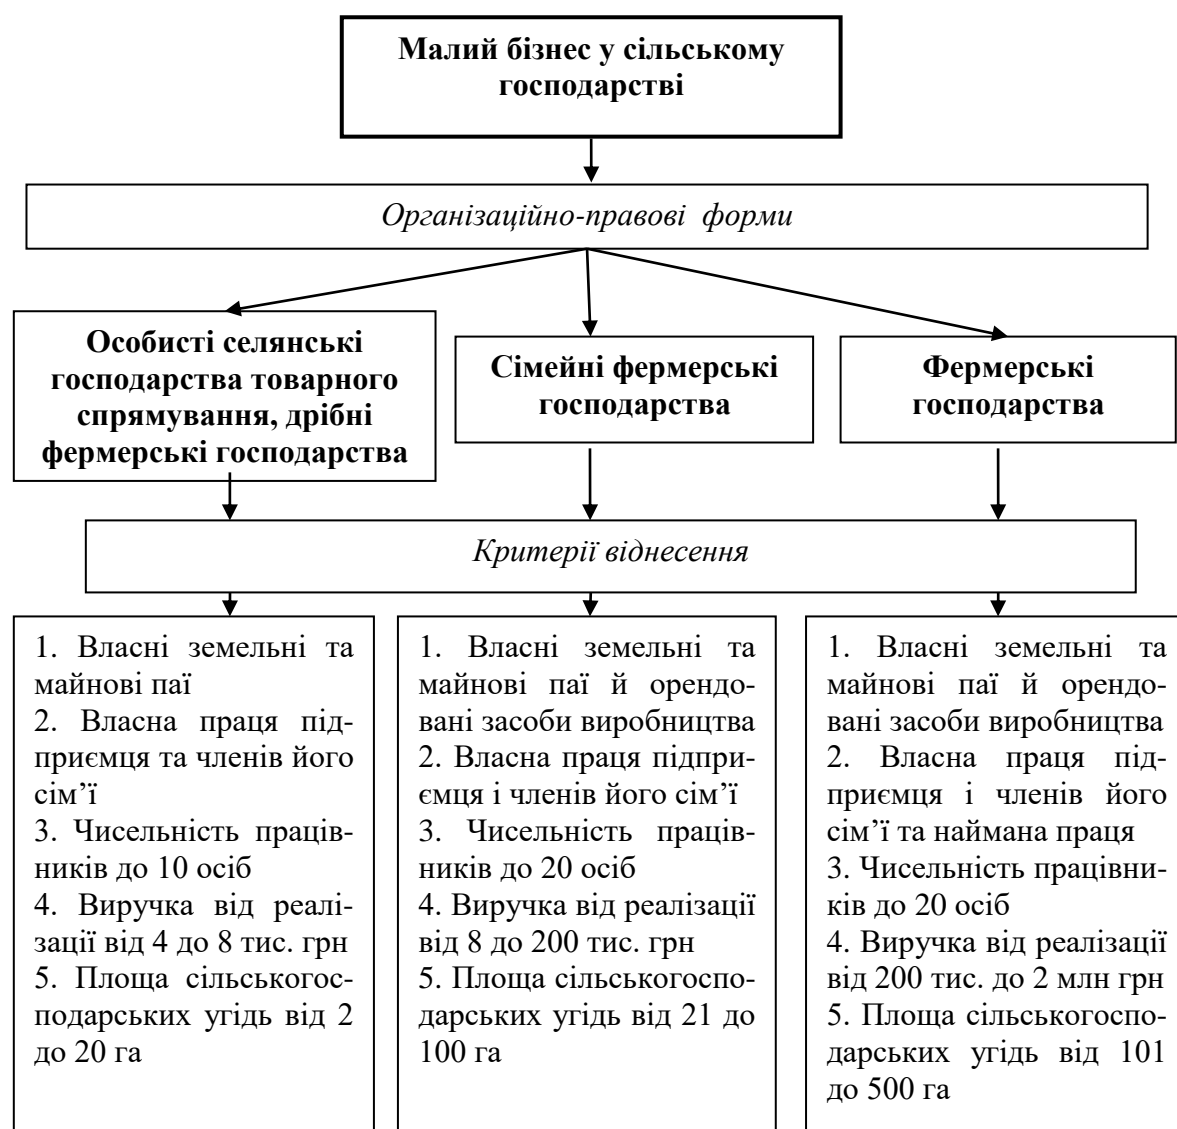 Малий бізнес у сільському
господарстві
Організаційно-правові форми
Особисті селянські
господарства товарного
спрямування, дрібні
фермерські господарства
Сімейні фермерські
господарства
Фермерські
господарства
Критерії віднесення
1. Власні земельні та
майнові паї
2. Власна праця під-
приємця та членів його
сім’ї
3. Чисельність праців-
ників до 10 осіб
4. Виручка від реалі-
зації від 4 до 8 тис. грн
5. Площа сільськогос-
подарських угідь від 2
до 20 га
1. Власні земельні та
майнові паї й орендо-
вані засоби виробництва
2. Власна праця підпри-
ємця і членів його сім’ї
3. Чисельність праців-
ників до 20 осіб
4. Виручка від реалізації
від 8 до 200 тис. грн
5. Площа сільськогоспо-
дарських угідь від 21 до
100 га
1. Власні земельні та
майнові паї й орендо-
вані засоби виробництва
2. Власна праця під-
приємця і членів його
сім’ї та наймана праця
3. Чисельність працівни-
ків до 20 осіб
4. Виручка від реалізації
від 200 тис. до 2 млн грн
5. Площа сільськогоспо-
дарських угідь від 101
до 500 га